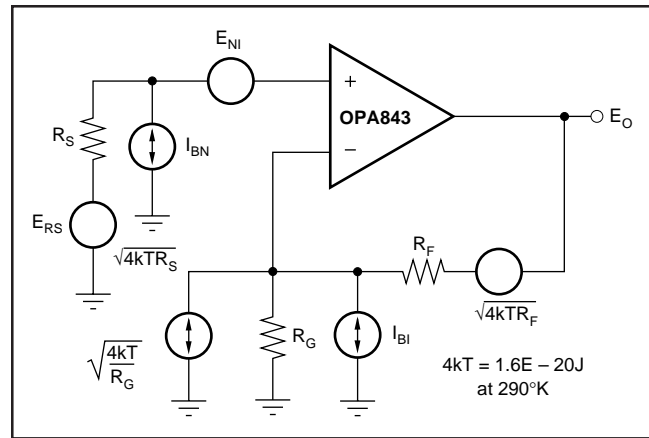 E_NI
+
OPA843
−
E_O
R_S
I_BN
E_RS
√4kTR_S
R_F
√4kTR_F
√4kT/R_G
R_G
I_BI
4kT = 1.6E – 20J
at 290°K